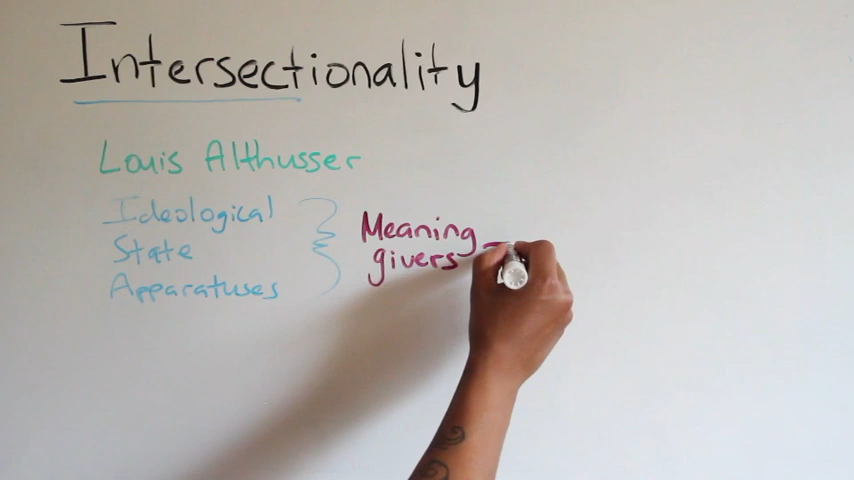 Intersectionality
Louis Althusser
Ideological
State
Apparatuses
Meaning
givers